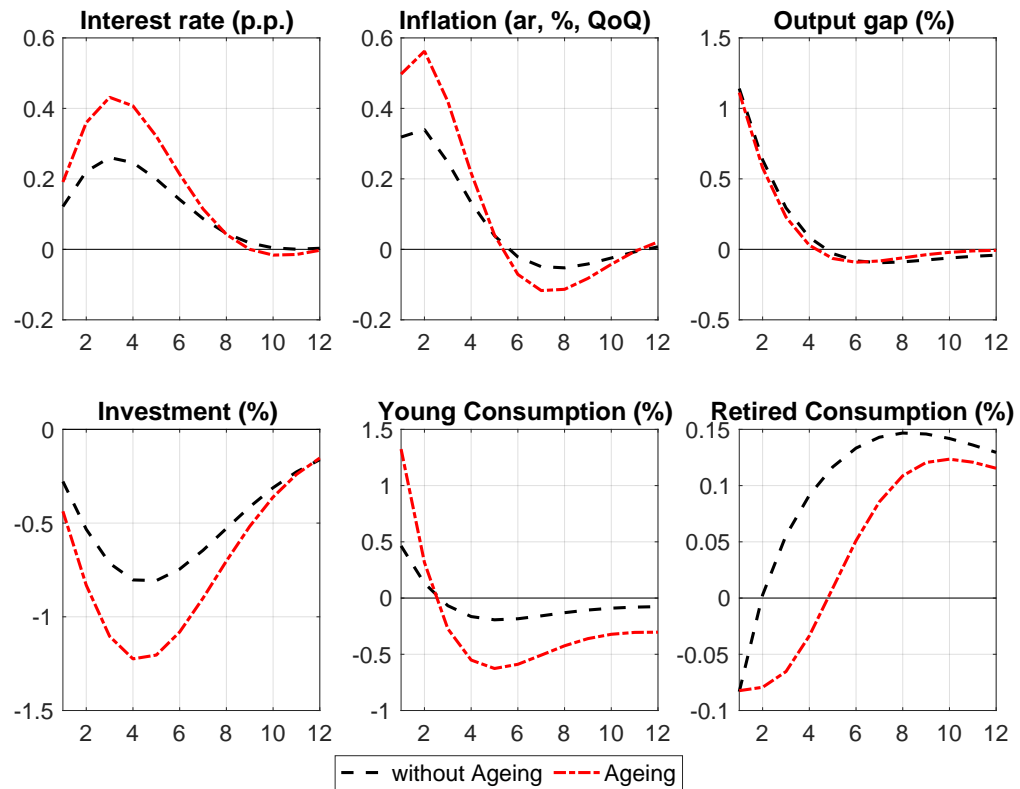 Interest rate (p.p.)
0.6
0.4
0.2
0
-0.2
2 4 6 8 10 12
Inflation (ar, %, QoQ)
0.6
0.4
0.2
0
-0.2
2 4 6 8 10 12
Output gap (%)
1.5
1
0.5
0
-0.5
2 4 6 8 10 12
Investment (%)
0
-0.5
-1
-1.5
2 4 6 8 10 12
Young Consumption (%)
1.5
1
0.5
0
-0.5
-1
2 4 6 8 10 12
Retired Consumption (%)
0.15
0.1
0.05
0
-0.05
-0.1
2 4 6 8 10 12
without Ageing Ageing